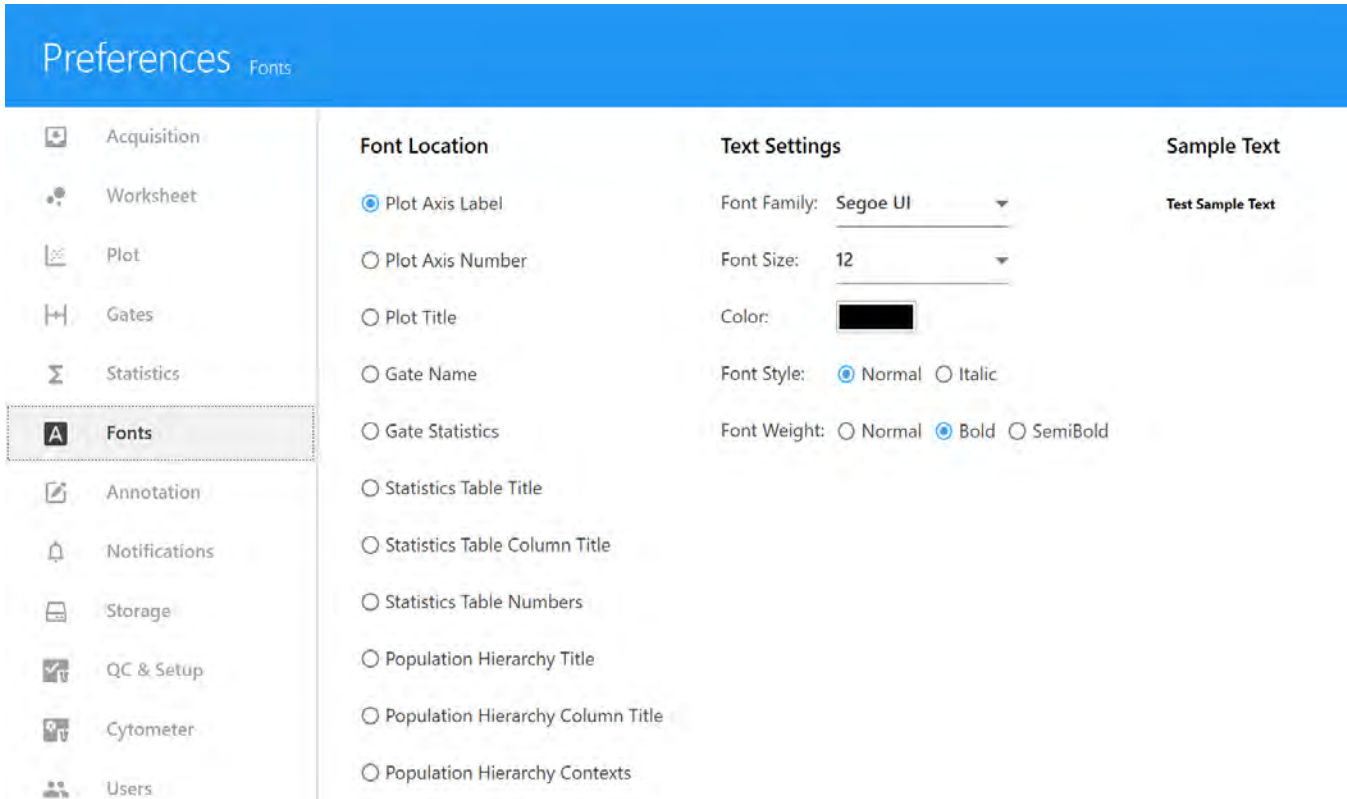 Preferences Fonts
Acquisition
Worksheet
Plot
Gates
Statistics
A Fonts
Annotation
Notifications
Storage
QC & Setup
Cytometer
Users
Font Location
Plot Axis Label
Plot Axis Number
Plot Title
Gate Name
Gate Statistics
Statistics Table Title
Statistics Table Column Title
Statistics Table Numbers
Population Hierarchy Title
Population Hierarchy Column Title
Population Hierarchy Contexts
Text Settings
Font Family: Segoe UI
Font Size: 12
Color:
Font Style: Normal Italic
Font Weight: Normal Bold SemiBold
Sample Text
Test Sample Text